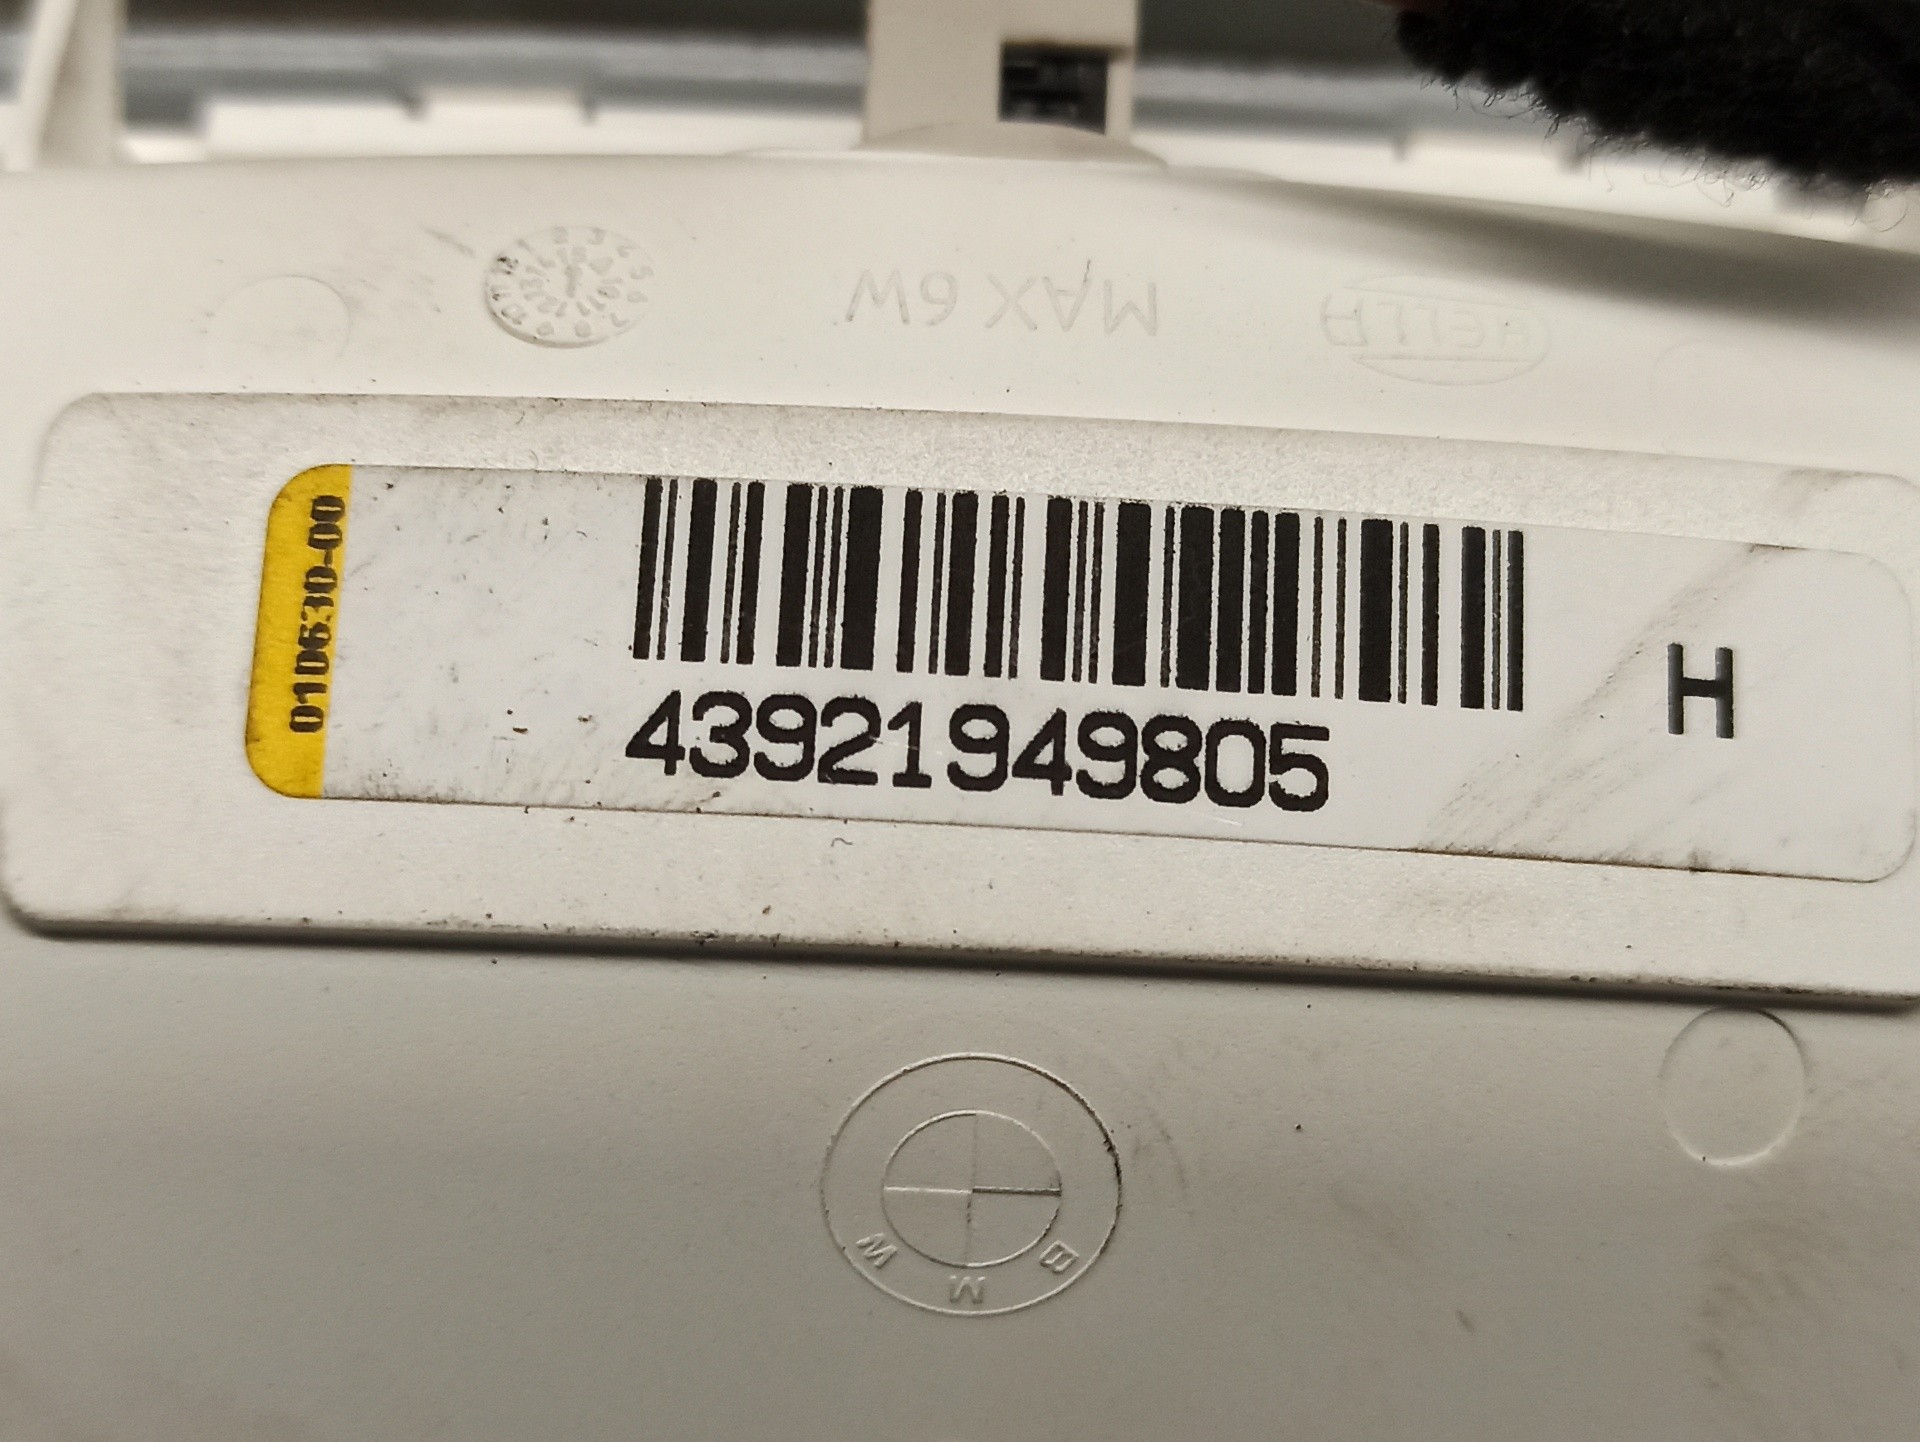 MAX 6W
HELLA
01D630-00
43921949805
H
BMW